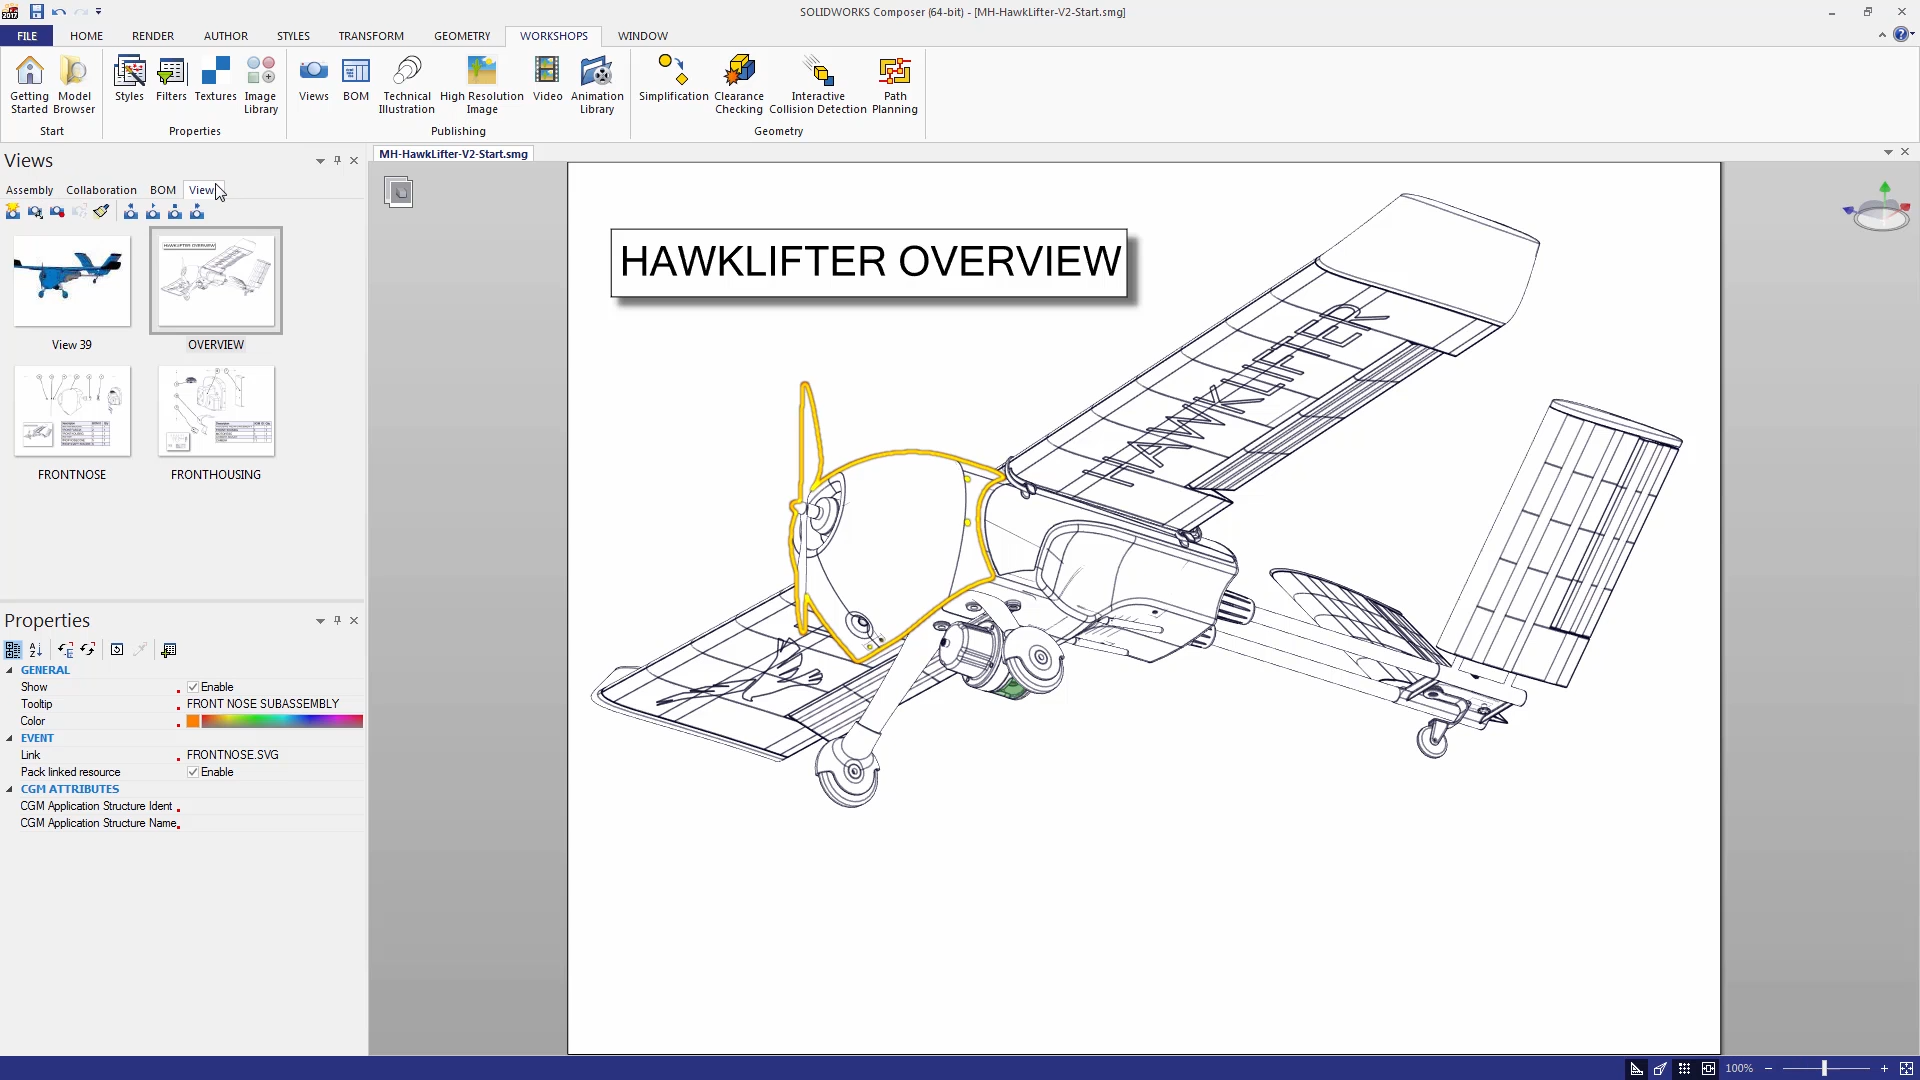 SOLIDWORKS Composer (64-bit) - [MH-HawkLifter-V2-Start.smg]
FILE HOME RENDER AUTHOR STYLES TRANSFORM GEOMETRY WORKSHOPS WINDOW
Getting Started
Model Browser
Styles
Filters
Textures
Image Library
Views
BOM
Technical Illustration
High Resolution Image
Video
Animation Library
Simplification
Clearance Checking
Interactive Collision Detection
Path Planning
Start Properties Publishing Geometry
Views
MH-HawkLifter-V2-Start.smg
Assembly Collaboration BOM View
View 39
OVERVIEW
FRONTNOSE
FRONTHOUSING
HAWKLIFTER OVERVIEW
HAWKLIFTER
Properties
GENERAL
Show Enable
Tooltip FRONT NOSE SUBASSEMBLY
Color
EVENT
Link FRONTNOSE.SVG
Pack linked resource Enable
CGM ATTRIBUTES
CGM Application Structure Ident
CGM Application Structure Name
100%